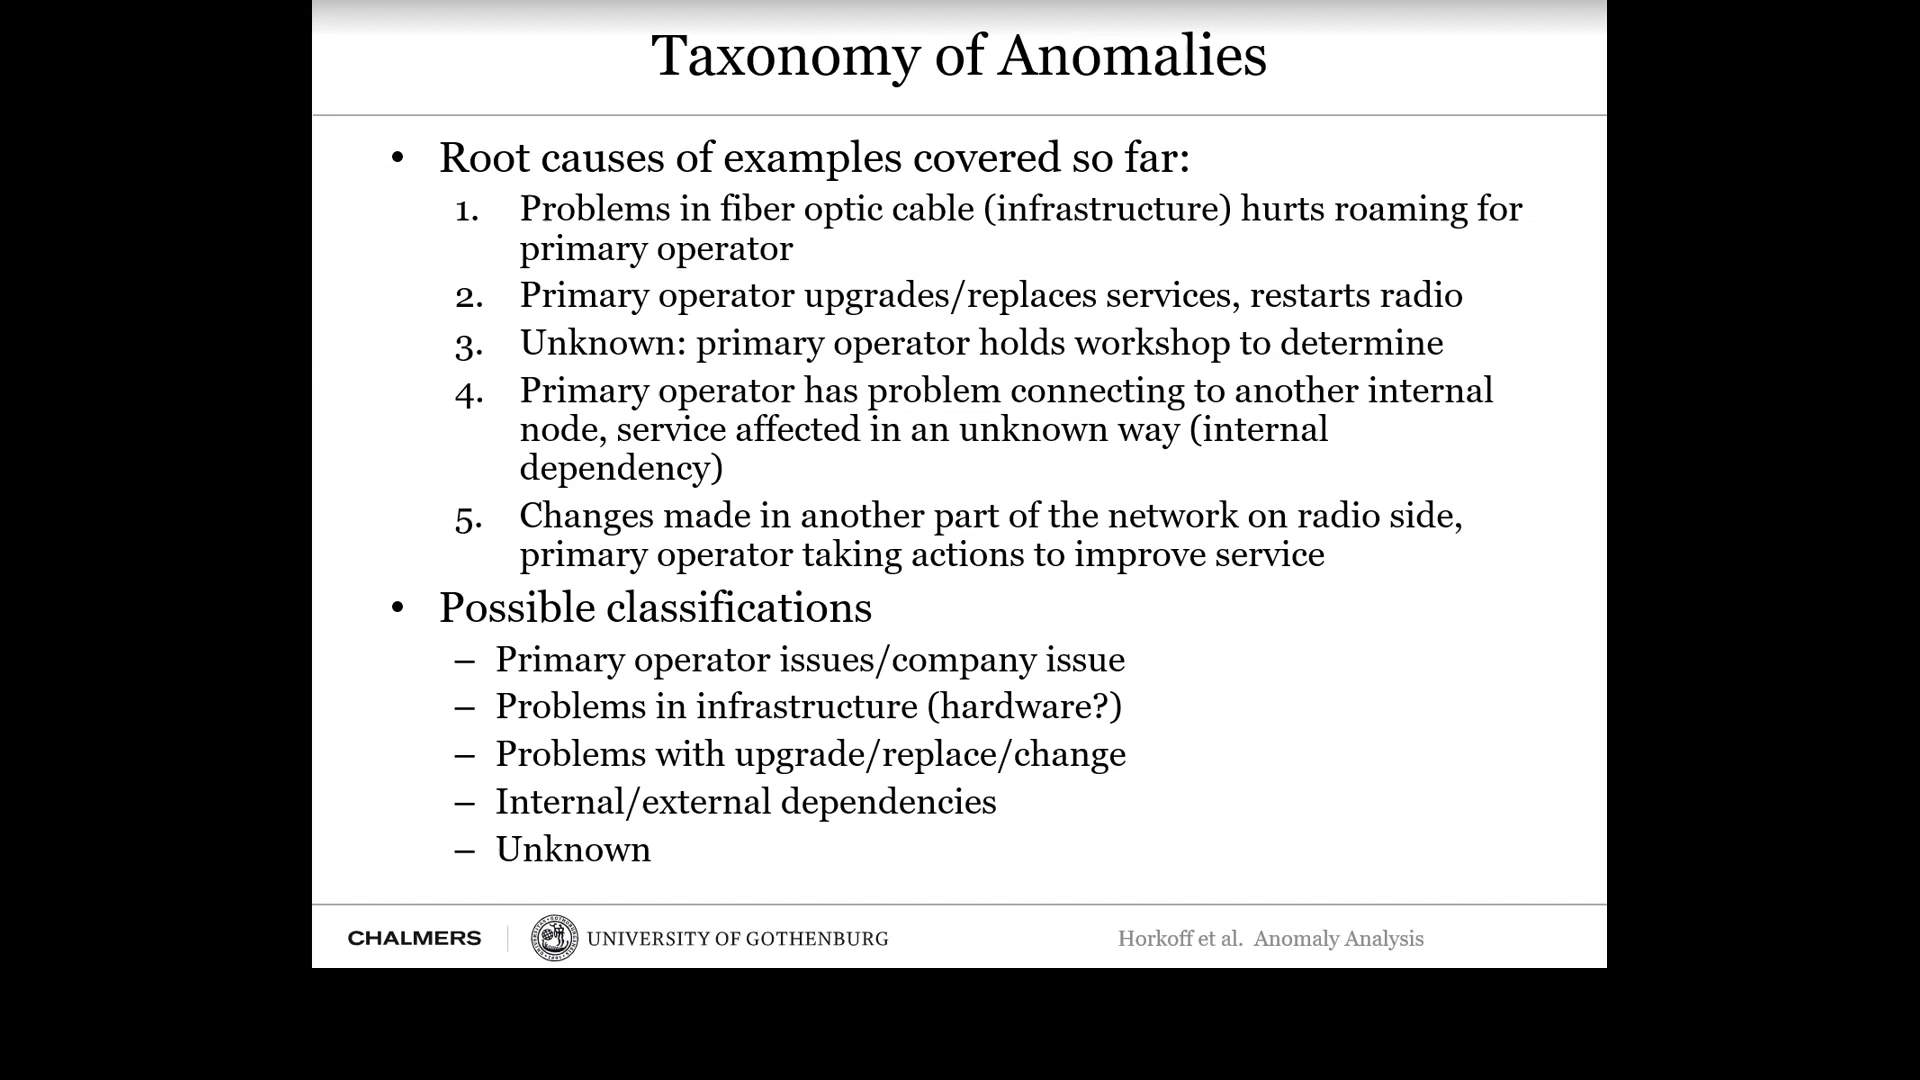 Taxonomy of Anomalies
• Root causes of examples covered so far:
1. Problems in fiber optic cable (infrastructure) hurts roaming for
primary operator
2. Primary operator upgrades/replaces services, restarts radio
3. Unknown: primary operator holds workshop to determine
4. Primary operator has problem connecting to another internal
node, service affected in an unknown way (internal
dependency)
5. Changes made in another part of the network on radio side,
primary operator taking actions to improve service
• Possible classifications
– Primary operator issues/company issue
– Problems in infrastructure (hardware?)
– Problems with upgrade/replace/change
– Internal/external dependencies
– Unknown
CHALMERS
UNIVERSITY OF GOTHENBURG
Horkoff et al. Anomaly Analysis